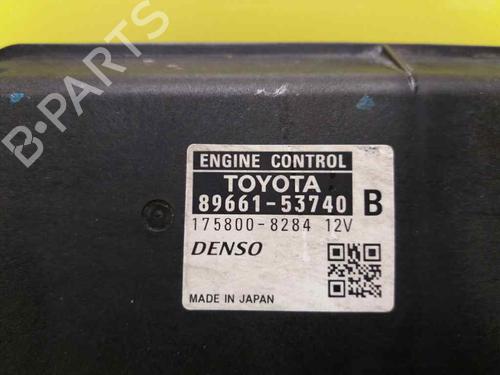 B-PARTS
ENGINE CONTROL
TOYOTA
89661-53740 B
175800-8284 12V
DENSO
MADE IN JAPAN